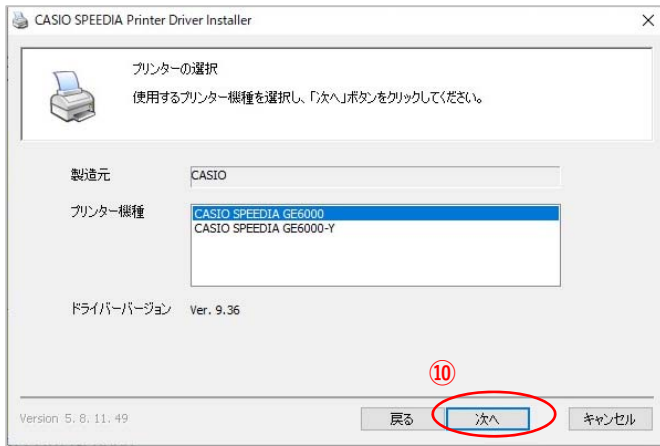 CASIO SPEEDIA Printer Driver Installer
プリンターの選択
使用するプリンター機種を選択し、「次へ」ボタンをクリックしてください。
製造元 CASIO
プリンター機種 CASIO SPEEDIA GE6000
CASIO SPEEDIA GE6000-Y
ドライバーバージョン Ver. 9.36
⑩
Version 5. 8. 11. 49 戻る 次へ キャンセル